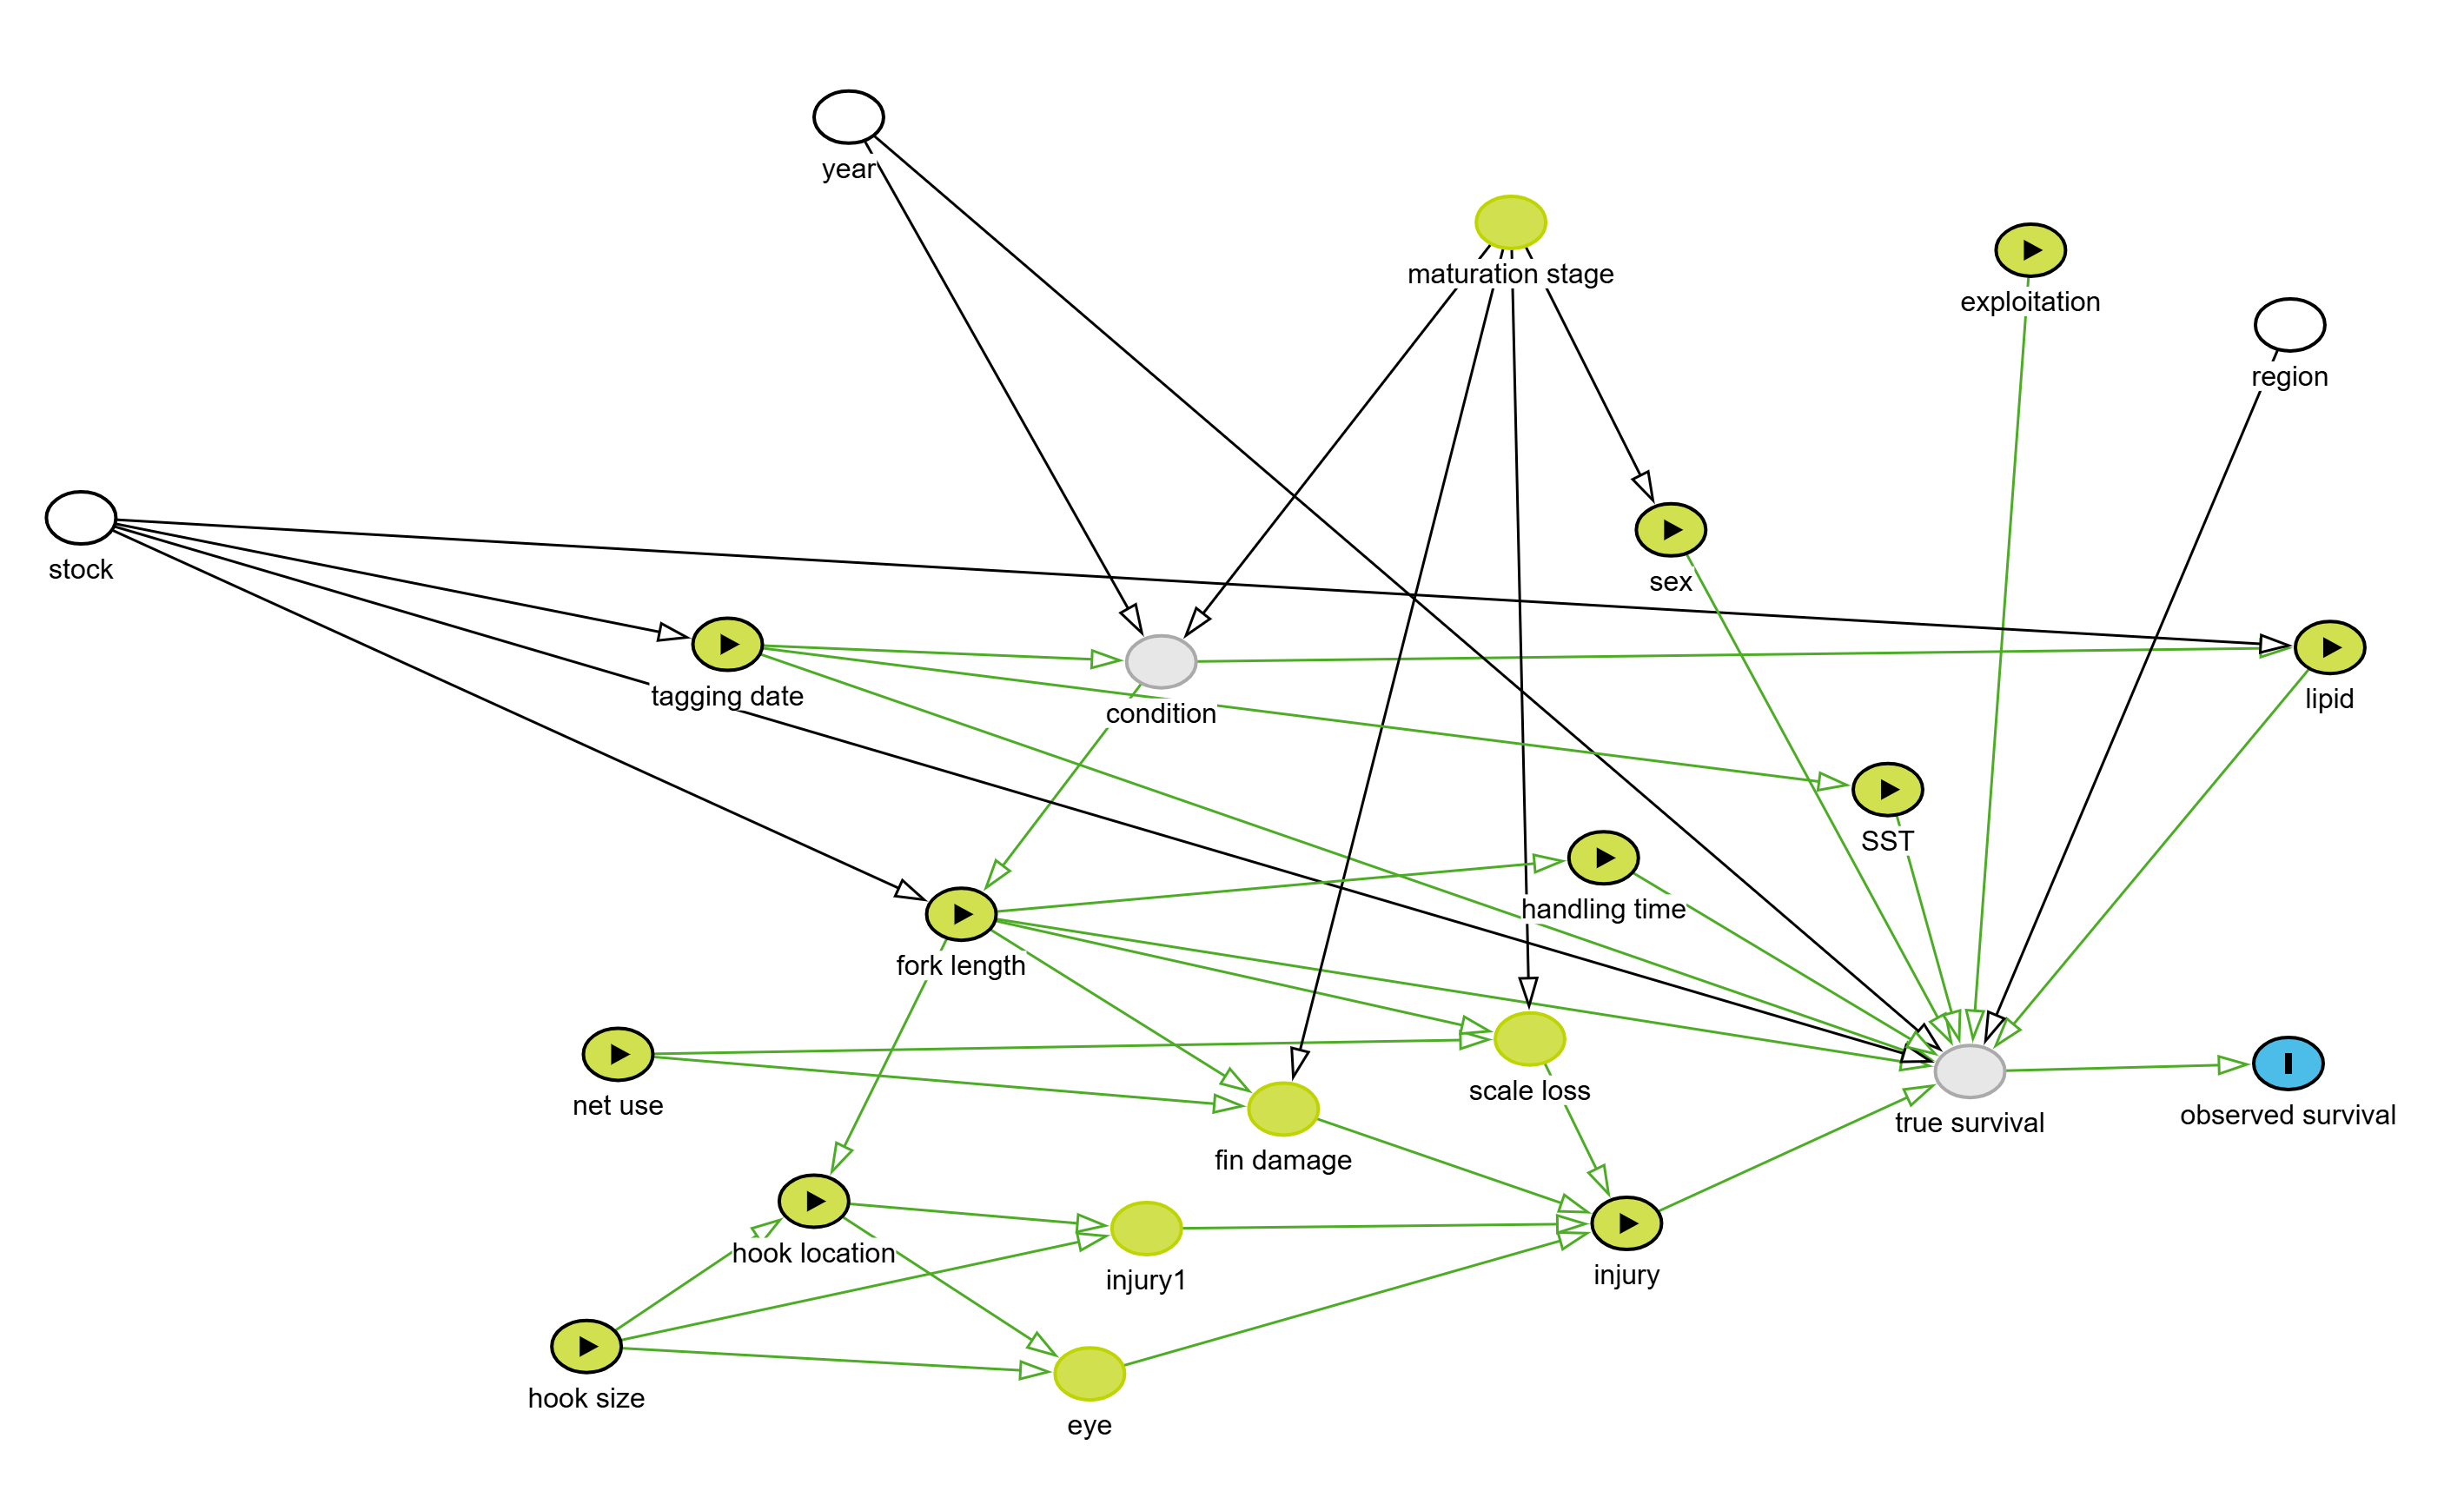 year
maturation stage
exploitation
region
stock
sex
tagging date
condition
lipid
SST
handling time
fork length
net use
scale loss
true survival
observed survival
fin damage
hook location
injury1
injury
hook size
eye